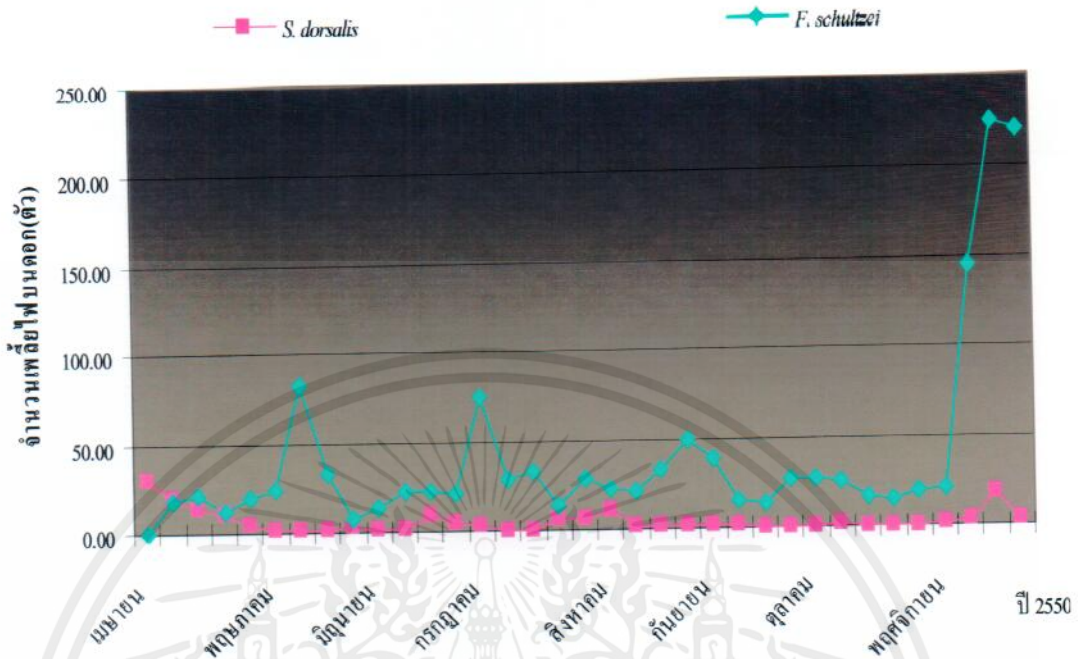 S. dorsalis
F. schultzei
จำนวนเพลี้ยไฟบนดอก(ตัว)
250.00
200.00
150.00
100.00
50.00
0.00
เมษายน
พฤษภาคม
มิถุนายน
กรกฎาคม
สิงหาคม
กันยายน
ตุลาคม
พฤศจิกายน
ปี 2550